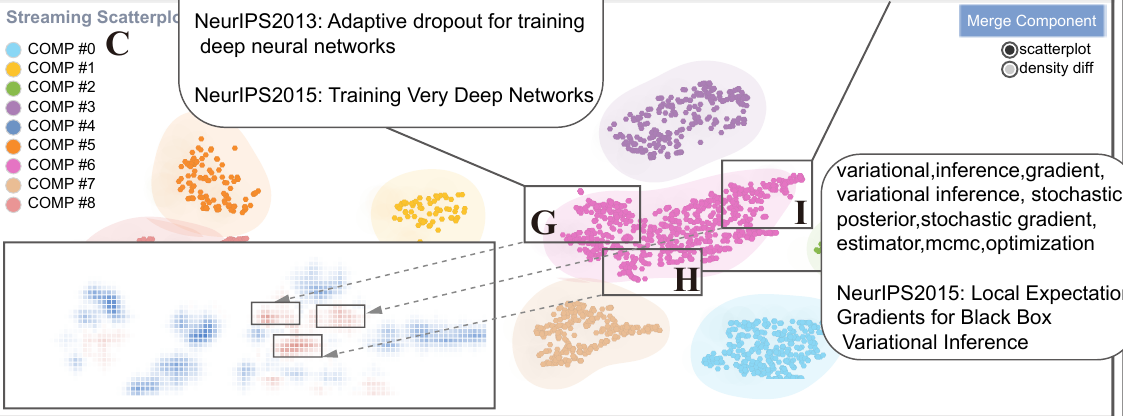 Streaming Scatterplo
C
COMP #0
COMP #1
COMP #2
COMP #3
COMP #4
COMP #5
COMP #6
COMP #7
COMP #8
NeurIPS2013: Adaptive dropout for training
deep neural networks
NeurIPS2015: Training Very Deep Networks
Merge Component
scatterplot
density diff
G
I
H
variational,inference,gradient,
variational inference, stochastic
posterior,stochastic gradient,
estimator,mcmc,optimization
NeurIPS2015: Local Expectation
Gradients for Black Box
Variational Inference